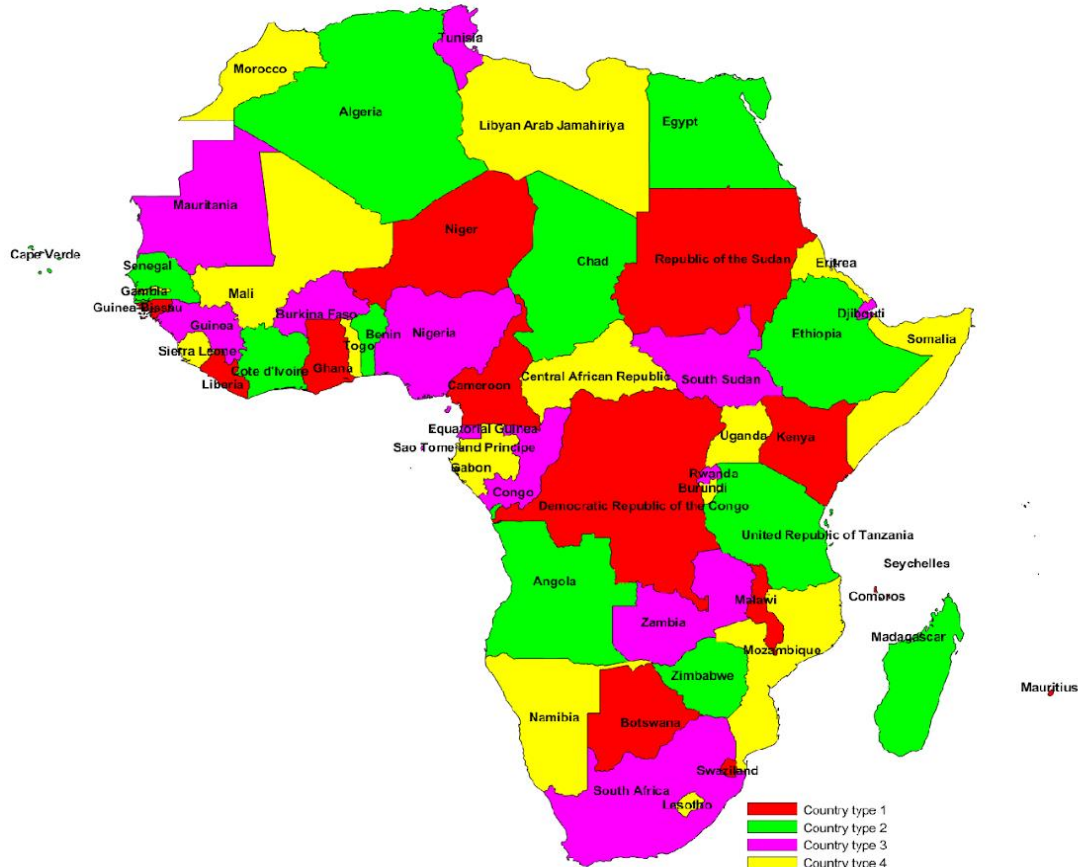 Tunisia
Morocco
Algeria
Libyan Arab Jamahiriya
Egypt
Mauritania
Niger
Cape Verde
Senegal
Chad
Republic of the Sudan
Eritrea
Gambia
Mali
Guinea-Bissau
Burkina Faso
Djibouti
Guinea
Benin
Nigeria
Ethiopia
Somalia
Sierra Leone
Togo
Cote d'Ivoire
Ghana
Liberia
Cameroon
Central African Republic
South Sudan
Equatorial Guinea
Uganda
Kenya
Sao Tome and Principe
Gabon
Rwanda
Burundi
Congo
Democratic Republic of the Congo
United Republic of Tanzania
Seychelles
Angola
Malawi
Comoros
Zambia
Madagascar
Mozambique
Zimbabwe
Mauritius
Namibia
Botswana
Swaziland
South Africa
Lesotho
Country type 1
Country type 2
Country type 3
Country type 4